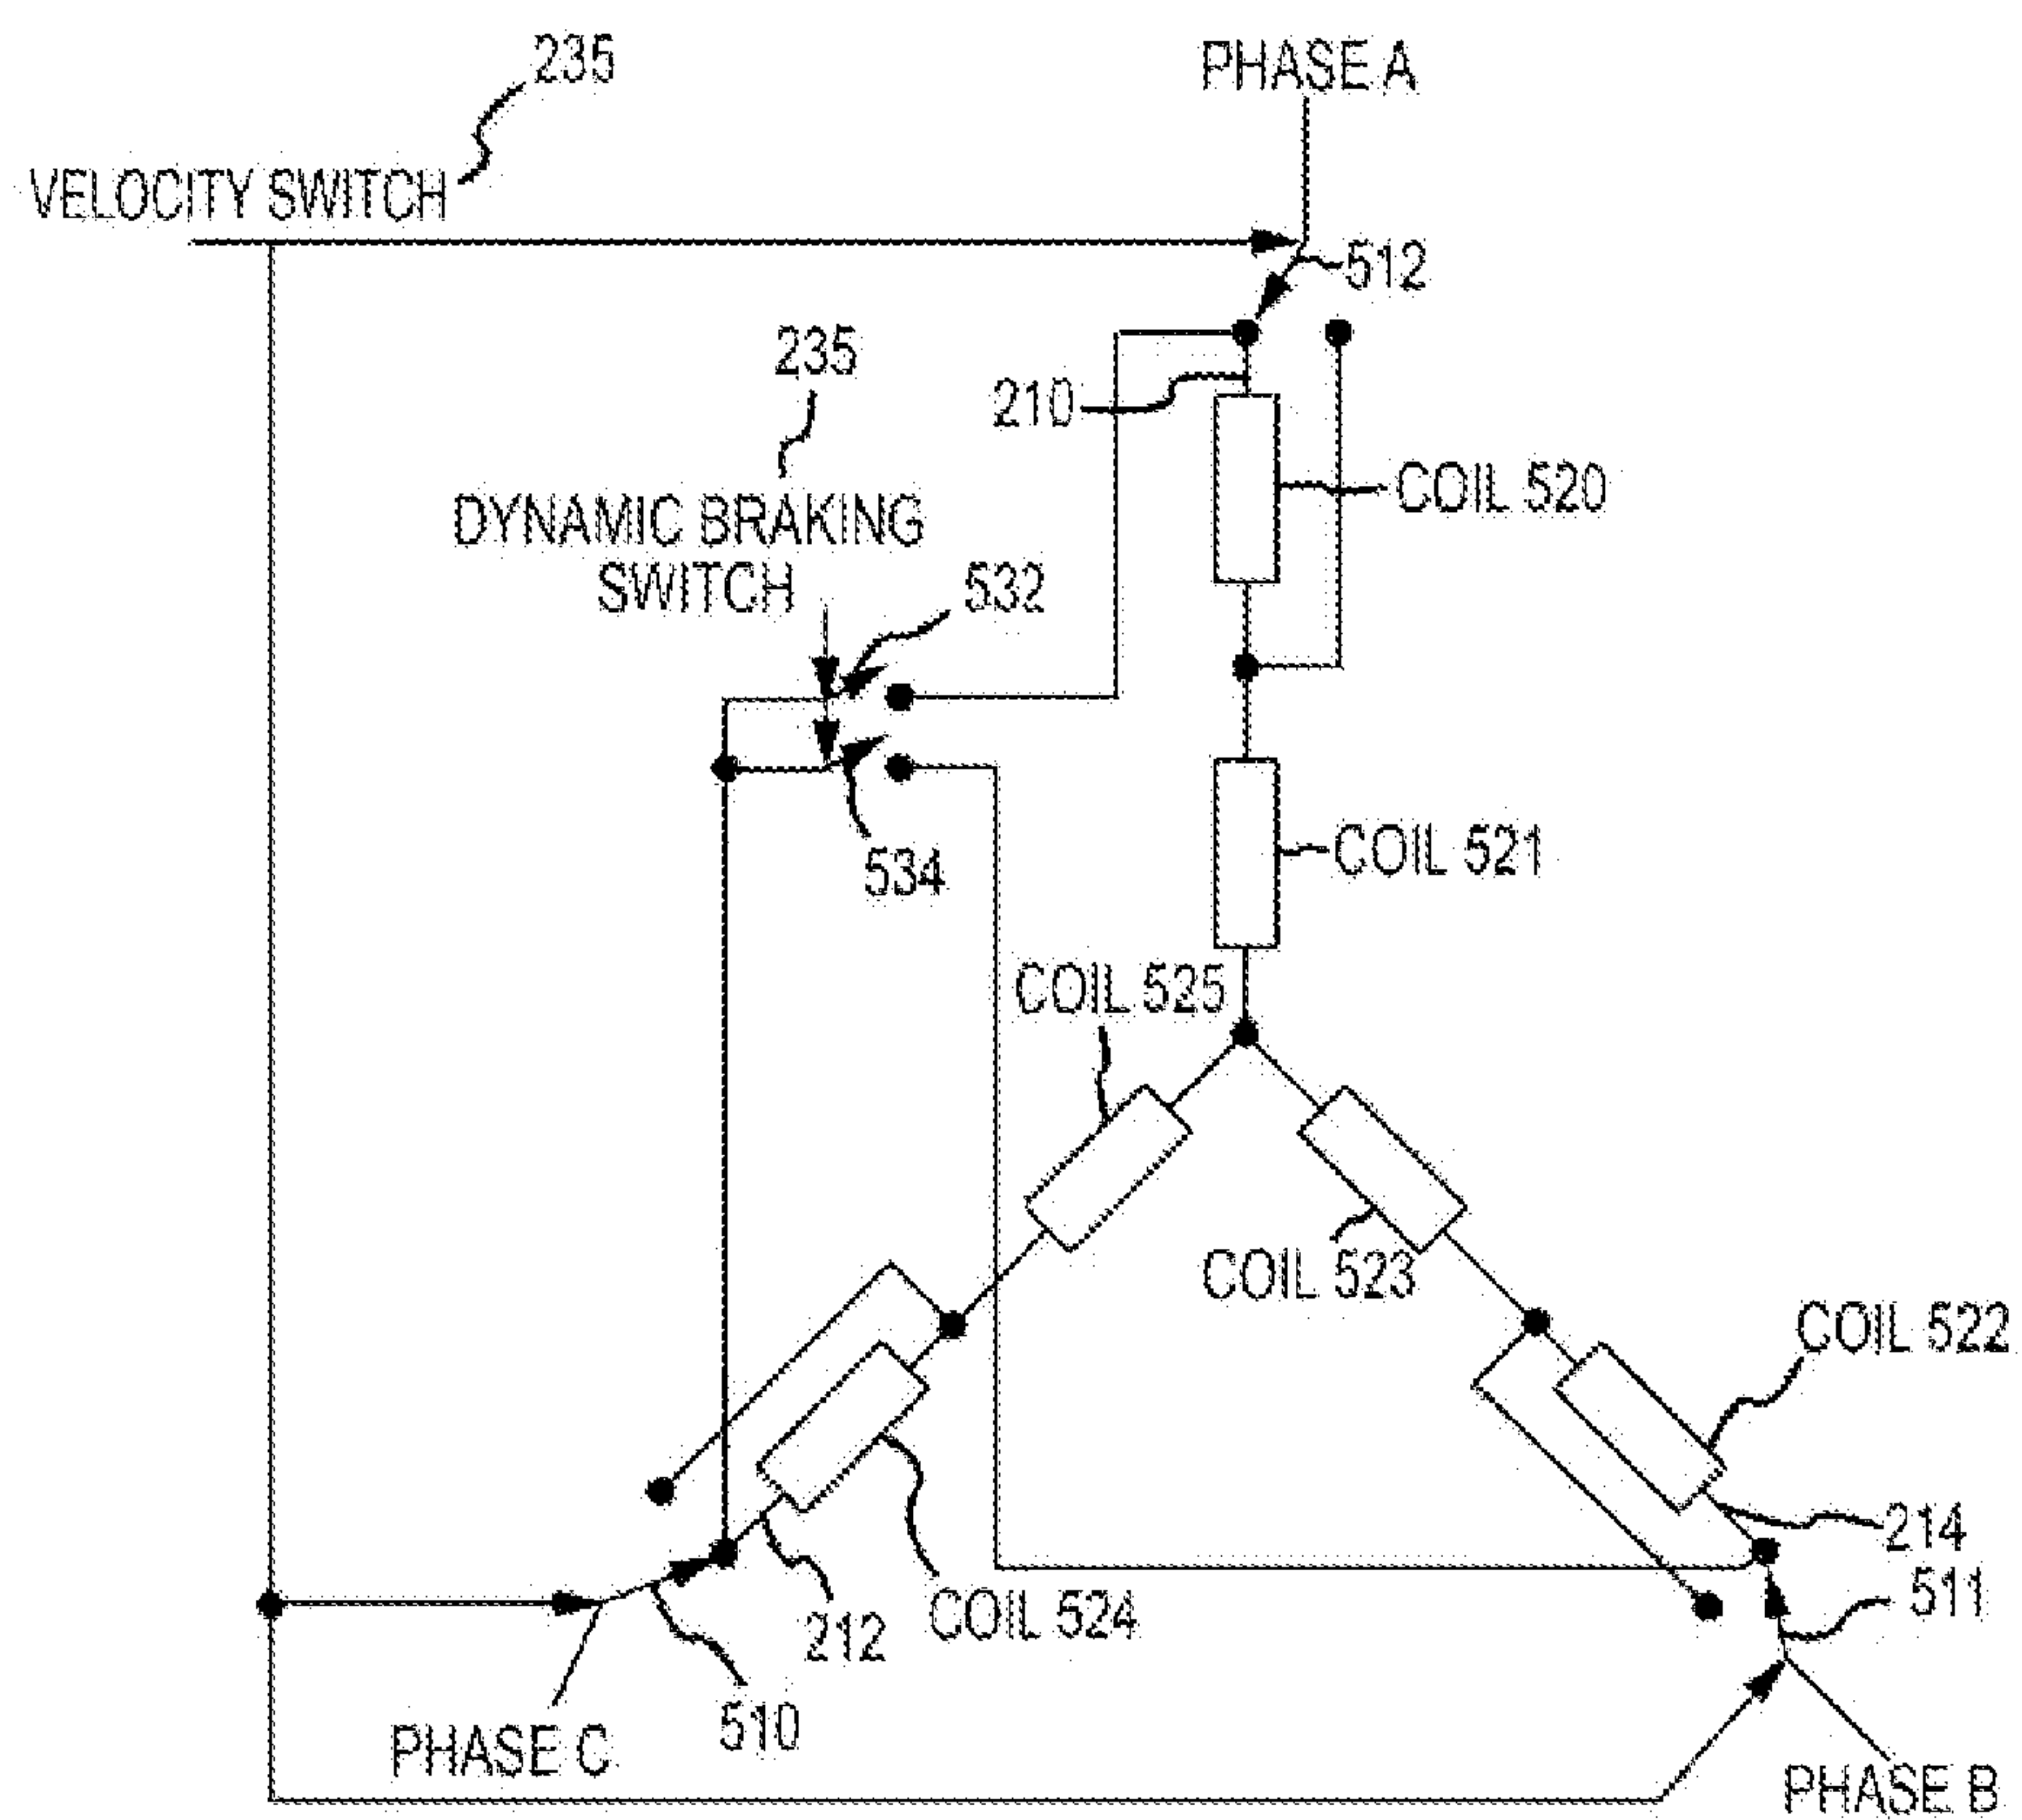 235
PHASE A
VELOCITY SWITCH
512
235
210
COIL 520
DYNAMIC BRAKING
SWITCH
532
COIL 521
534
COIL 525
COIL 523
COIL 522
214
511
COIL 524
212
510
PHASE C
PHASE B